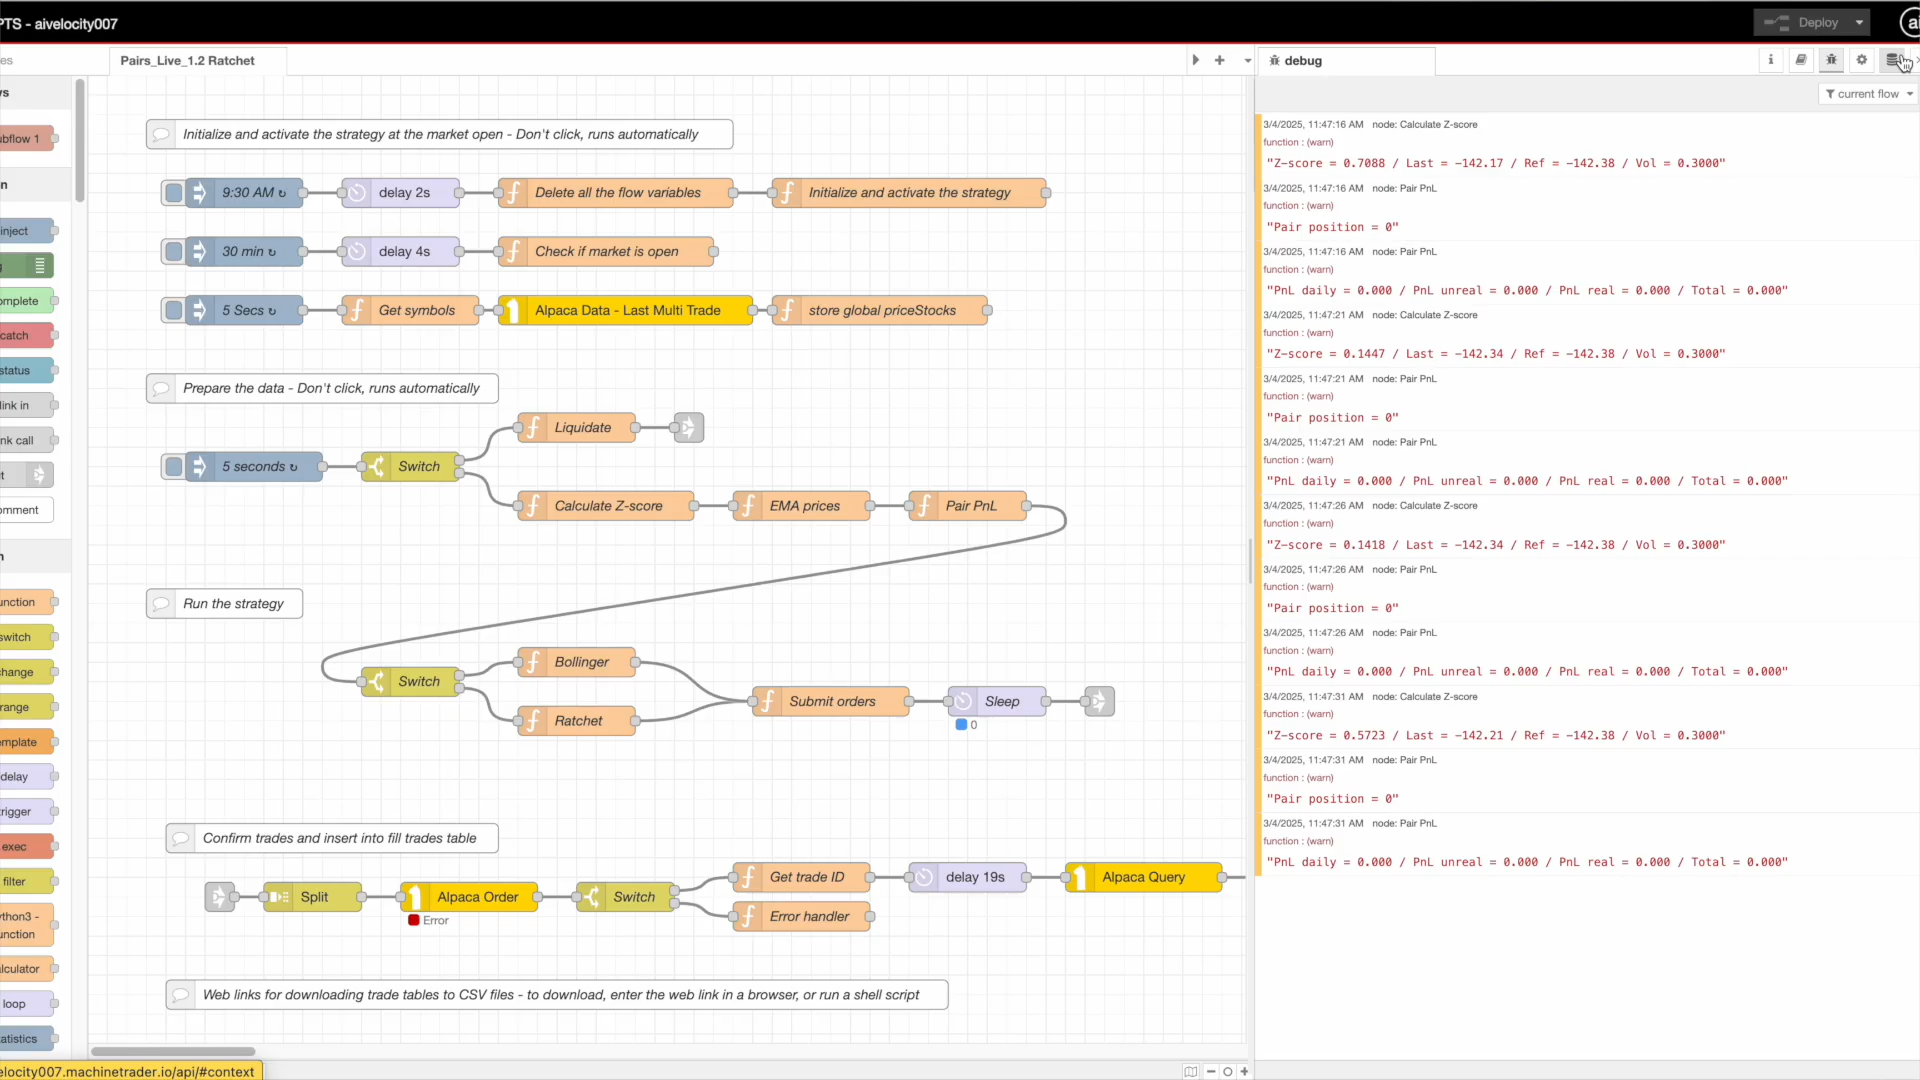 PTS - aivelocity007
Deploy
ai
es
Pairs_Live_1.2 Ratchet
debug
i
current flow
ws
ubflow 1
n
inject
g
omplete
catch
status
link in
nk call
t
omment
n
unction
switch
hange
range
emplate
delay
rigger
exec
filter
ython3 -
unction
alculator
loop
atistics
Initialize and activate the strategy at the market open - Don't click, runs automatically
9:30 AM ↻
delay 2s
Delete all the flow variables
Initialize and activate the strategy
30 min ↻
delay 4s
Check if market is open
5 Secs ↻
Get symbols
Alpaca Data - Last Multi Trade
store global priceStocks
Prepare the data - Don't click, runs automatically
Liquidate
5 seconds ↻
Switch
Calculate Z-score
EMA prices
Pair PnL
Run the strategy
Bollinger
Switch
Submit orders
Sleep
Ratchet
0
Confirm trades and insert into fill trades table
Get trade ID
delay 19s
Alpaca Query
Split
Alpaca Order
Switch
Error
Error handler
Web links for downloading trade tables to CSV files - to download, enter the web link in a browser, or run a shell script
elocity007.machinetrader.io/api/#context
3/4/2025, 11:47:16 AM node: Calculate Z-score
function : (warn)
"Z-score = 0.7088 / Last = -142.17 / Ref = -142.38 / Vol = 0.3000"
3/4/2025, 11:47:16 AM node: Pair PnL
function : (warn)
"Pair position = 0"
3/4/2025, 11:47:16 AM node: Pair PnL
function : (warn)
"PnL daily = 0.000 / PnL unreal = 0.000 / PnL real = 0.000 / Total = 0.000"
3/4/2025, 11:47:21 AM node: Calculate Z-score
function : (warn)
"Z-score = 0.1447 / Last = -142.34 / Ref = -142.38 / Vol = 0.3000"
3/4/2025, 11:47:21 AM node: Pair PnL
function : (warn)
"Pair position = 0"
3/4/2025, 11:47:21 AM node: Pair PnL
function : (warn)
"PnL daily = 0.000 / PnL unreal = 0.000 / PnL real = 0.000 / Total = 0.000"
3/4/2025, 11:47:26 AM node: Calculate Z-score
function : (warn)
"Z-score = 0.1418 / Last = -142.34 / Ref = -142.38 / Vol = 0.3000"
3/4/2025, 11:47:26 AM node: Pair PnL
function : (warn)
"Pair position = 0"
3/4/2025, 11:47:26 AM node: Pair PnL
function : (warn)
"PnL daily = 0.000 / PnL unreal = 0.000 / PnL real = 0.000 / Total = 0.000"
3/4/2025, 11:47:31 AM node: Calculate Z-score
function : (warn)
"Z-score = 0.5723 / Last = -142.21 / Ref = -142.38 / Vol = 0.3000"
3/4/2025, 11:47:31 AM node: Pair PnL
function : (warn)
"Pair position = 0"
3/4/2025, 11:47:31 AM node: Pair PnL
function : (warn)
"PnL daily = 0.000 / PnL unreal = 0.000 / PnL real = 0.000 / Total = 0.000"